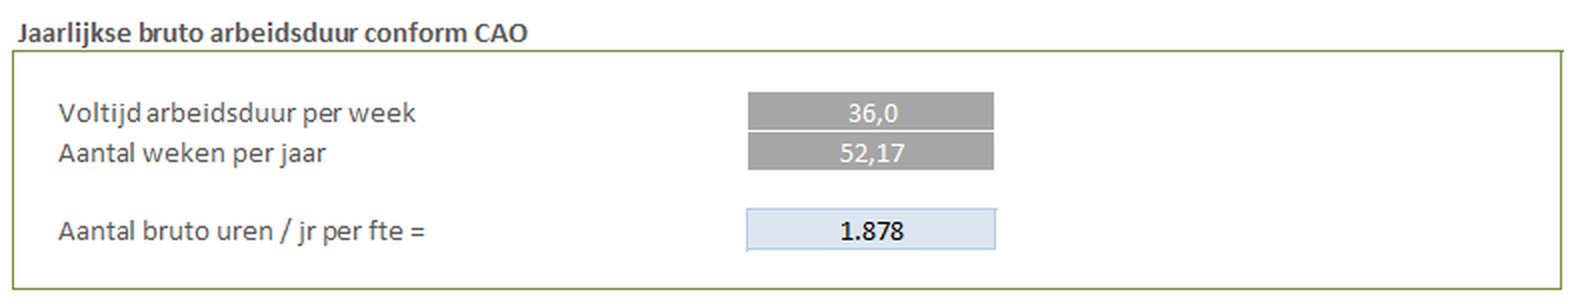 Jaarlijkse bruto arbeidsduur conform CAO
Voltijd arbeidsduur per week 36,0
Aantal weken per jaar 52,17
Aantal bruto uren / jr per fte = 1.878